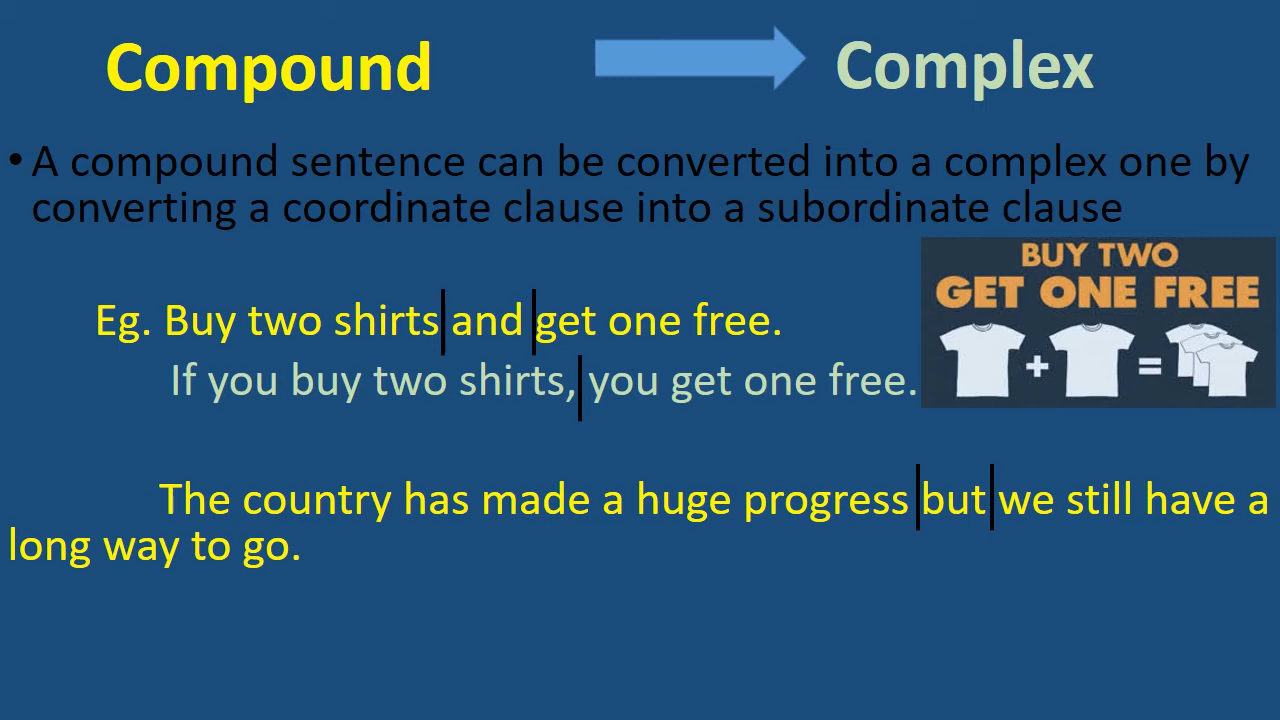 Compound
Complex
• A compound sentence can be converted into a complex one by
converting a coordinate clause into a subordinate clause
BUY TWO
GET ONE FREE
+ =
Eg. Buy two shirts and get one free.
If you buy two shirts, you get one free.
The country has made a huge progress but we still have a
long way to go.